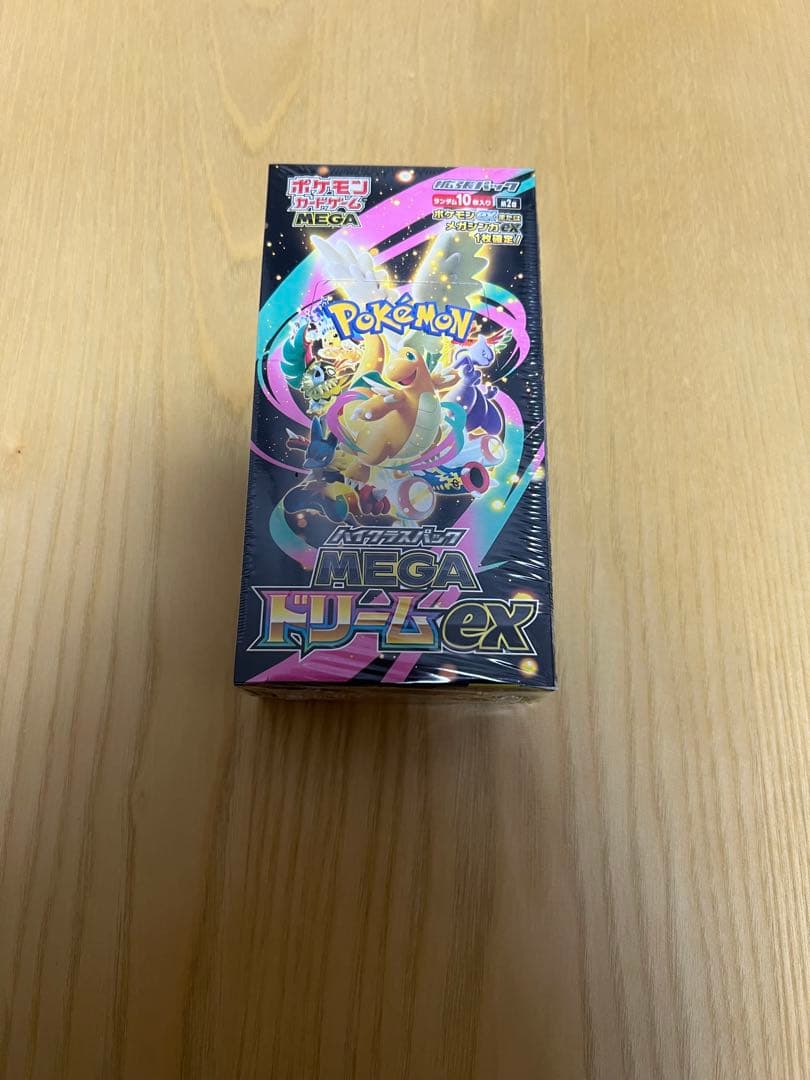 ポケモン
カードゲーム
MEGA
拡張パック
ランダム10枚入り
ポケモンex または
メガシンカex
1枚確定!
POKéMON
ハイクラスパック
MEGA
ドリームex